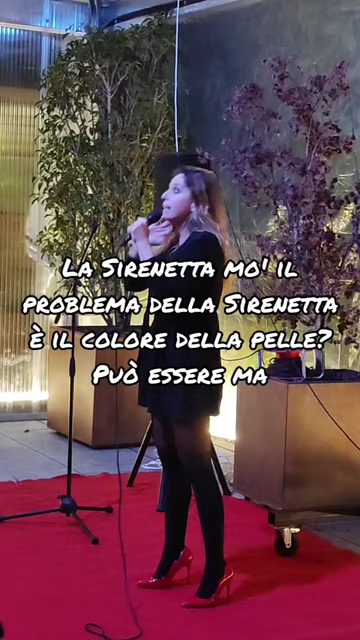 La Sirenetta mo' il
problema della Sirenetta
è il colore della pelle?
Può essere ma